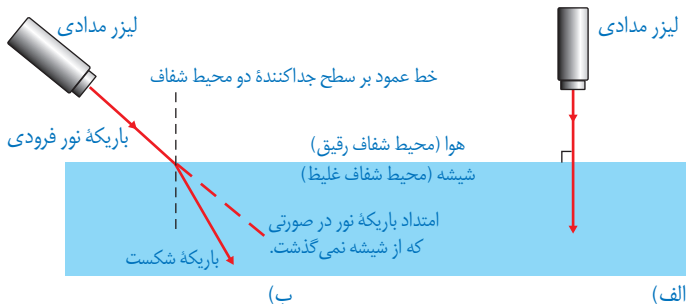 لیزر مدادی
هوا (محیط شفاف رقیق)
شیشه (محیط شفاف غلیظ)
الف)
لیزر مدادی
خط عمود بر سطح جداکنندهٔ دو محیط شفاف
باریکهٔ نور فرودی
امتداد باریکهٔ نور در صورتی
که از شیشه نمی‌گذشت.
باریکهٔ شکست
ب)